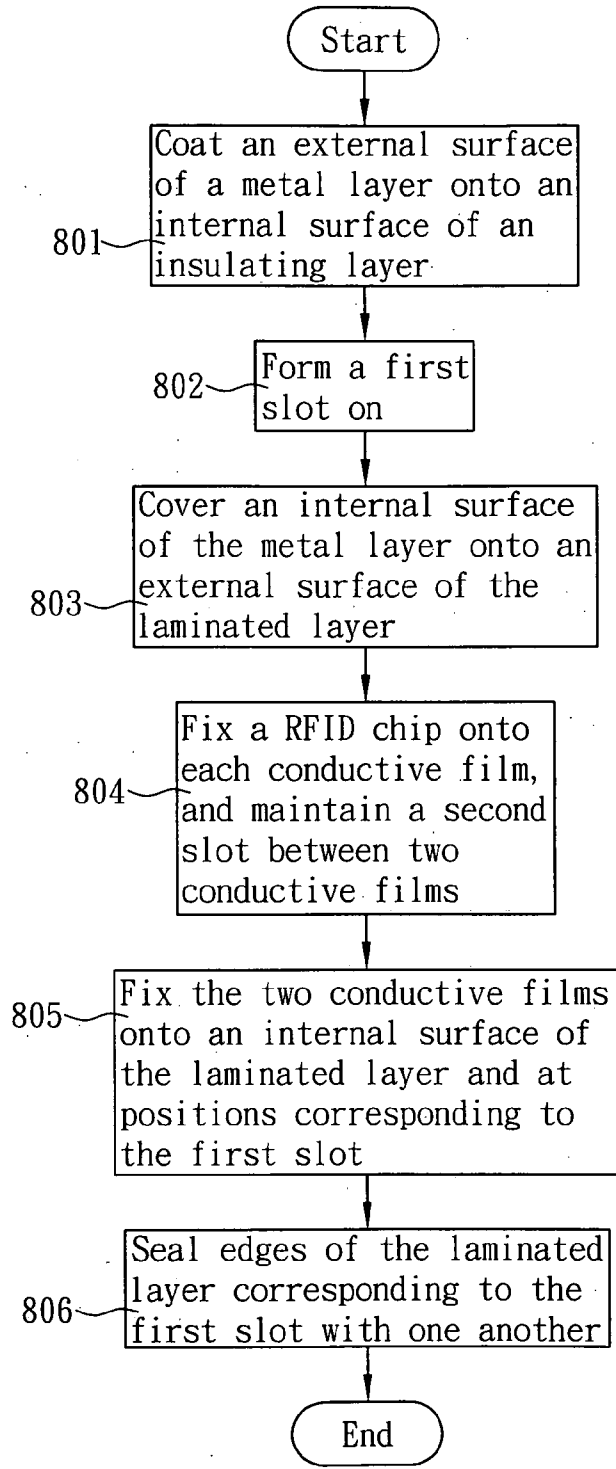 Start
Coat an external surface
of a metal layer onto an
internal surface of an
insulating layer
801
Form a first
slot on
802
Cover an internal surface
of the metal layer onto an
external surface of the
laminated layer
803
Fix a RFID chip onto
each conductive film,
and maintain a second
slot between two
conductive films
804
Fix the two conductive films
onto an internal surface of
the laminated layer and at
positions corresponding to
the first slot
805
Seal edges of the laminated
layer corresponding to the
first slot with one another
806
End